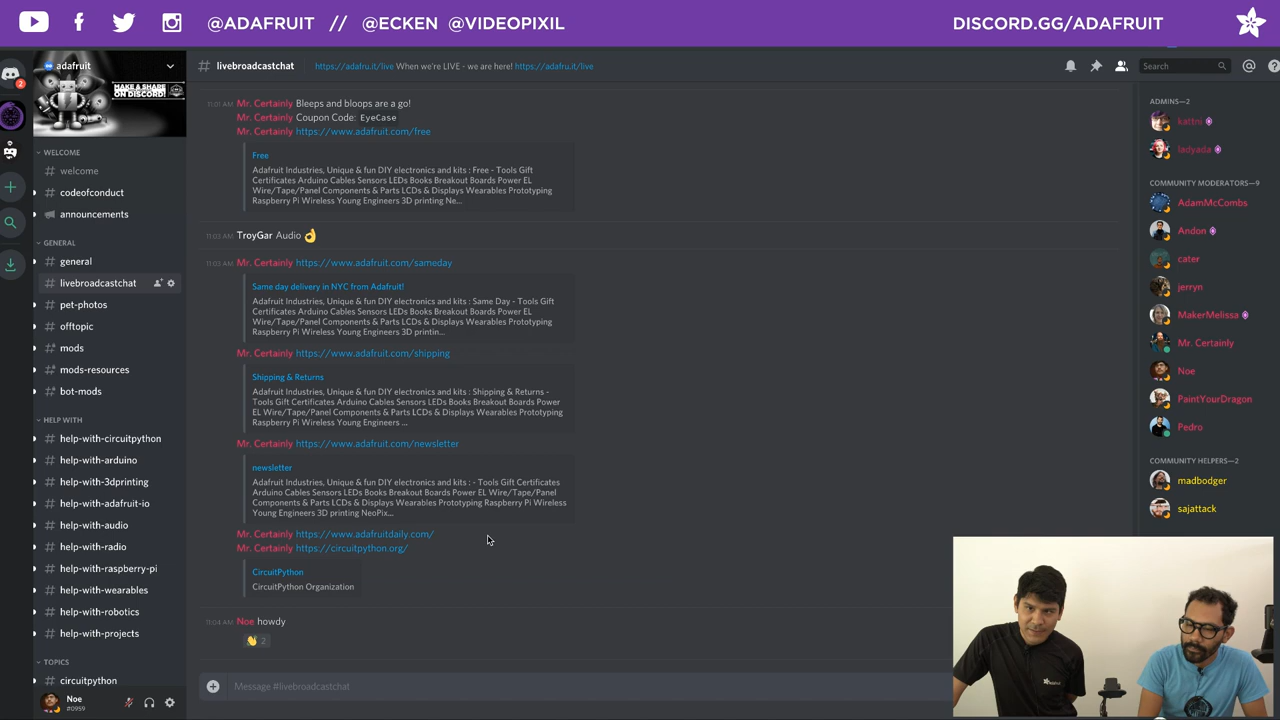 @ADAFRUIT // @ECKEN @VIDEOPIXIL
DISCORD.GG/ADAFRUIT
2
adafruit
MAKE & SHARE
ON DISCORD!
WELCOME
# welcome
# codeofconduct
announcements
GENERAL
# general
# livebroadcastchat
# pet-photos
# offtopic
# mods
# mods-resources
# bot-mods
HELP WITH
# help-with-circuitpython
# help-with-arduino
# help-with-3dprinting
# help-with-adafruit-io
# help-with-audio
# help-with-radio
# help-with-raspberry-pi
# help-with-wearables
# help-with-robotics
# help-with-projects
TOPICS
# circuitpython
Noe
#0959
# livebroadcastchat
https://adafru.it/live When we're LIVE - we are here! https://adafru.it/live
Search
11:01 AM Mr. Certainly Bleeps and bloops are a go!
Mr. Certainly Coupon Code: EyeCase
Mr. Certainly https://www.adafruit.com/free
Free
Adafruit Industries, Unique & fun DIY electronics and kits : Free - Tools Gift
Certificates Arduino Cables Sensors LEDs Books Breakout Boards Power EL
Wire/Tape/Panel Components & Parts LCDs & Displays Wearables Prototyping
Raspberry Pi Wireless Young Engineers 3D printing Ne...
11:03 AM TroyGar Audio 👌
11:03 AM Mr. Certainly https://www.adafruit.com/sameday
Same day delivery in NYC from Adafruit!
Adafruit Industries, Unique & fun DIY electronics and kits : Same Day - Tools Gift
Certificates Arduino Cables Sensors LEDs Books Breakout Boards Power EL
Wire/Tape/Panel Components & Parts LCDs & Displays Wearables Prototyping
Raspberry Pi Wireless Young Engineers 3D printin...
Mr. Certainly https://www.adafruit.com/shipping
Shipping & Returns
Adafruit Industries, Unique & fun DIY electronics and kits : Shipping & Returns -
Tools Gift Certificates Arduino Cables Sensors LEDs Books Breakout Boards Power
EL Wire/Tape/Panel Components & Parts LCDs & Displays Wearables Prototyping
Raspberry Pi Wireless Young Engineers ...
Mr. Certainly https://www.adafruit.com/newsletter
newsletter
Adafruit Industries, Unique & fun DIY electronics and kits : - Tools Gift Certificates
Arduino Cables Sensors LEDs Books Breakout Boards Power EL Wire/Tape/Panel
Components & Parts LCDs & Displays Wearables Prototyping Raspberry Pi Wireless
Young Engineers 3D printing NeoPix...
Mr. Certainly https://www.adafruitdaily.com/
Mr. Certainly https://circuitpython.org/
CircuitPython
CircuitPython Organization
11:04 AM Noe howdy
👋 2
Message #livebroadcastchat
ADMINS—2
kattni
ladyada
COMMUNITY MODERATORS—9
AdamMcCombs
Andon
cater
jerryn
MakerMelissa
Mr. Certainly
Noe
PaintYourDragon
Pedro
COMMUNITY HELPERS—2
madbodger
sajattack